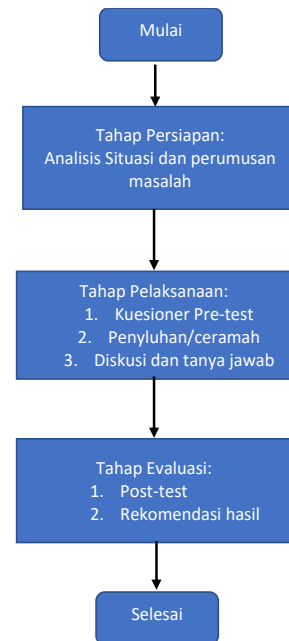 Mulai
Tahap Persiapan:
Analisis Situasi dan perumusan
masalah
Tahap Pelaksanaan:
1. Kuesioner Pre-test
2. Penyluhan/ceramah
3. Diskusi dan tanya jawab
Tahap Evaluasi:
1. Post-test
2. Rekomendasi hasil
Selesai